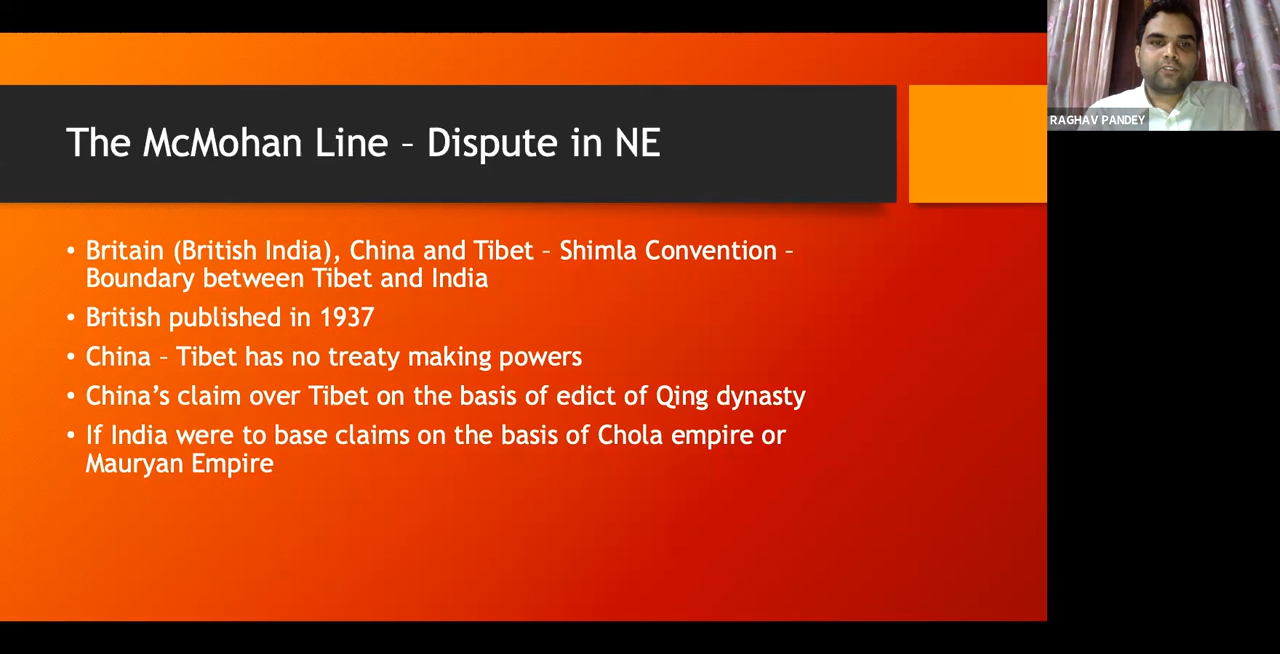 The McMohan Line – Dispute in NE
• Britain (British India), China and Tibet – Shimla Convention –
Boundary between Tibet and India
• British published in 1937
• China – Tibet has no treaty making powers
• China’s claim over Tibet on the basis of edict of Qing dynasty
• If India were to base claims on the basis of Chola empire or
Mauryan Empire
RAGHAV PANDEY